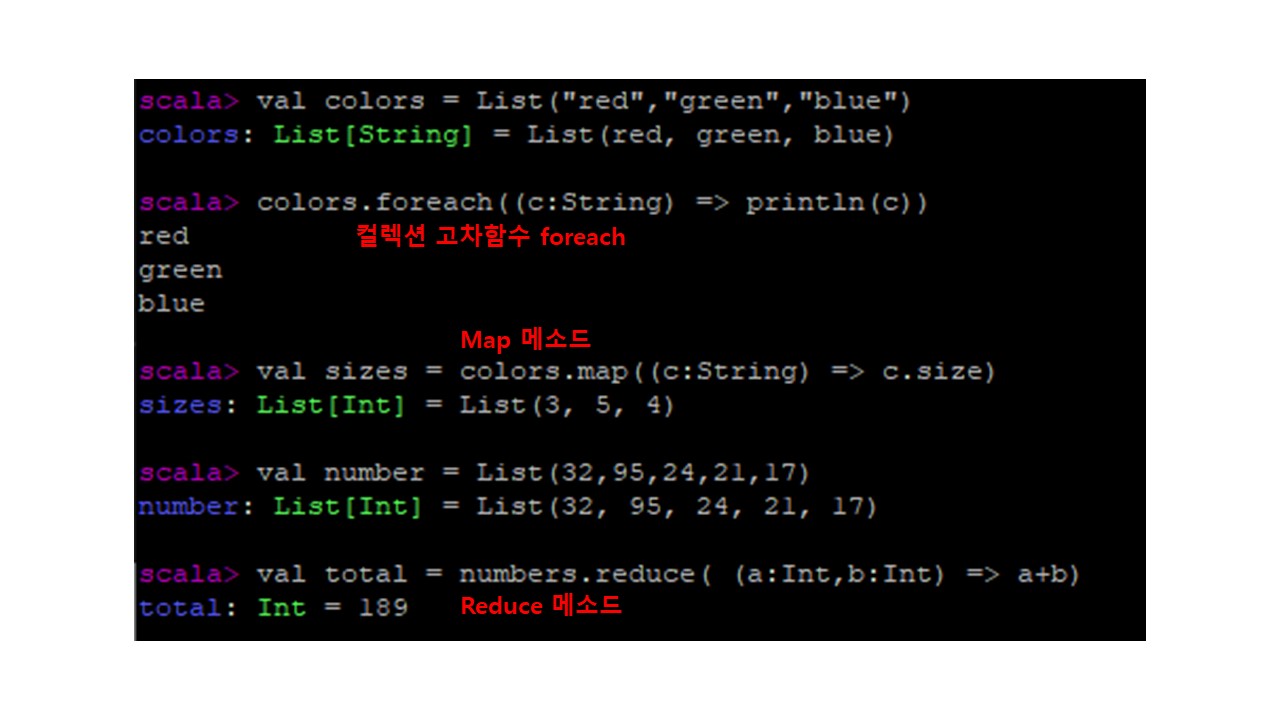 scala> val colors = List("red","green","blue")
colors: List[String] = List(red, green, blue)
scala> colors.foreach((c:String) => println(c))
red
컬렉션 고차함수 foreach
green
blue
Map 메소드
scala> val sizes = colors.map((c:String) => c.size)
sizes: List[Int] = List(3, 5, 4)
scala> val number = List(32,95,24,21,17)
number: List[Int] = List(32, 95, 24, 21, 17)
scala> val total = numbers.reduce( (a:Int,b:Int) => a+b)
total: Int = 189
Reduce 메소드